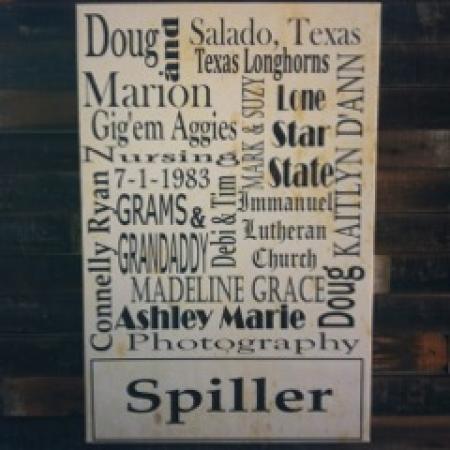 Doug
and
Salado, Texas
Texas Longhorns
Marion
Lone
Gig'em Aggies
MARK & SUZY
Star
KAITLYN D'ANN
Nursing
State
7-1-1983
Connelly Ryan
GRAMS &
GRANDADDY
Debi & Tim
Immanuel
Lutheran
Church
MADELINE GRACE
Doug
Ashley Marie
Photography
Spiller